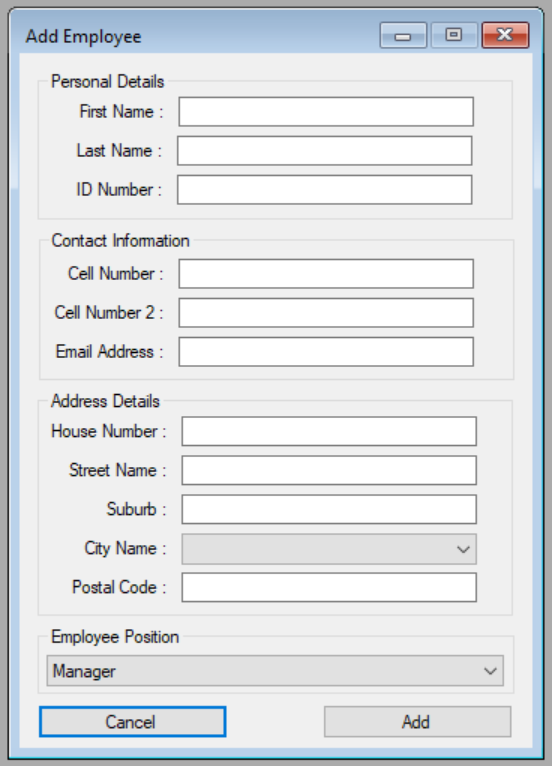 Add Employee
Personal Details
First Name :
Last Name :
ID Number :
Contact Information
Cell Number :
Cell Number 2 :
Email Address :
Address Details
House Number :
Street Name :
Suburb :
City Name :
Postal Code :
Employee Position
Manager
Cancel Add